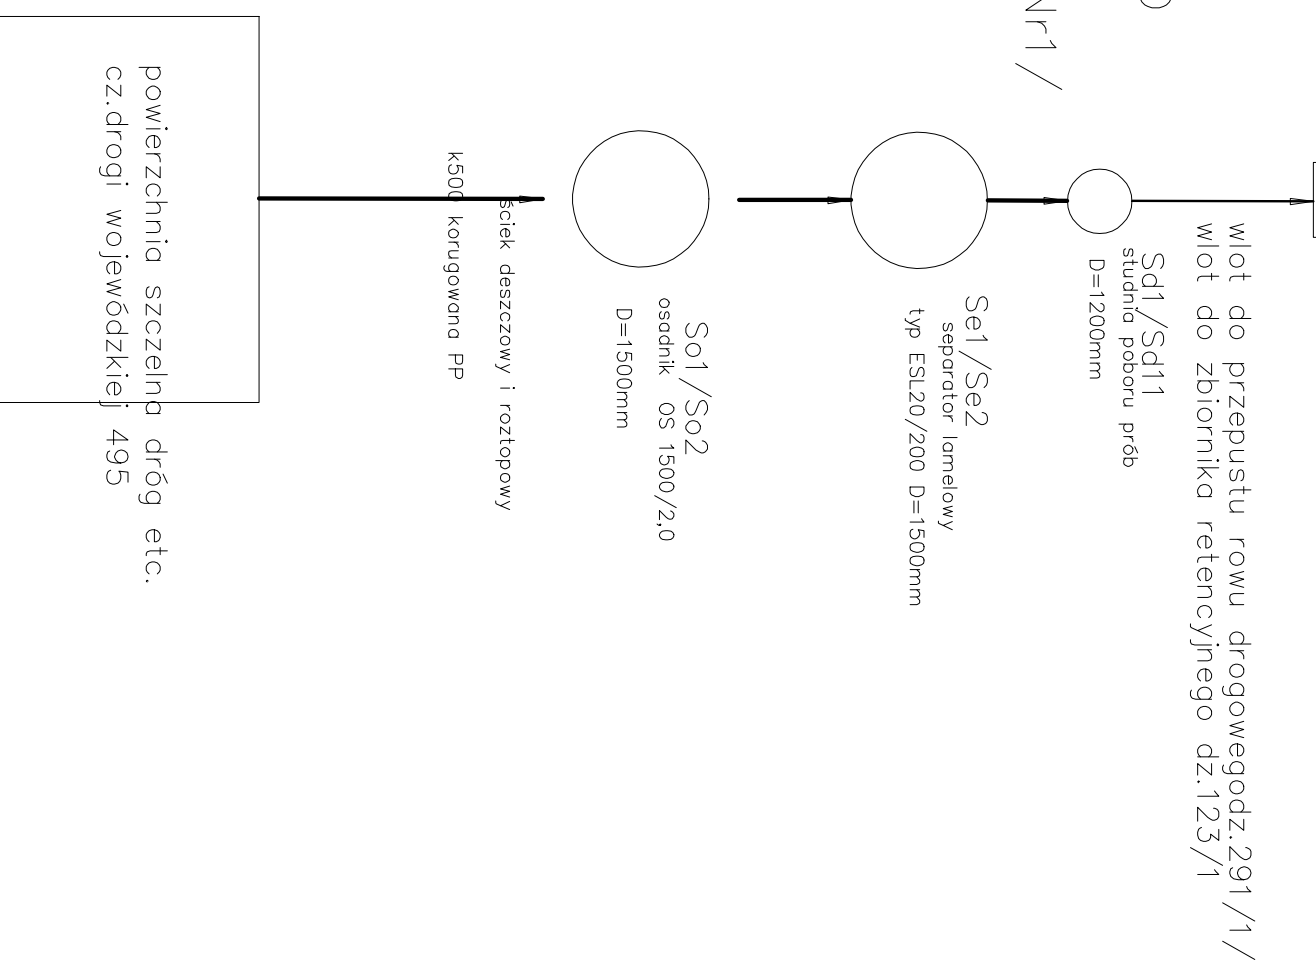 Nr1/
wlot do przepustu rowu drogowegodz.291/1/
wlot do zbiornika retencyjnego dz.123/1
Sd1/Sd11
studnia poboru prób
D=1200mm
Se1/Se2
separator lamelowy
typ ESL20/200 D=1500mm
So1/So2
osadnik OS 1500/2,0
D=1500mm
ściek deszczowy i roztopowy
k500 korugowana PP
powierzchnia szczelna dróg etc.
cz.drogi wojewódzkiej 495